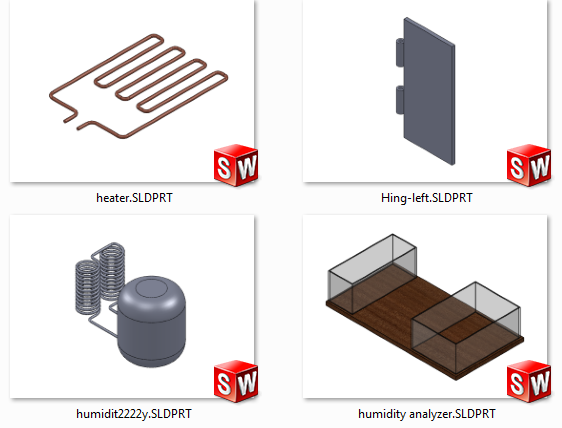 SW
SW
heater.SLDPRT
Hing-left.SLDPRT
SW
SW
humidit2222y.SLDPRT
humidity analyzer.SLDPRT